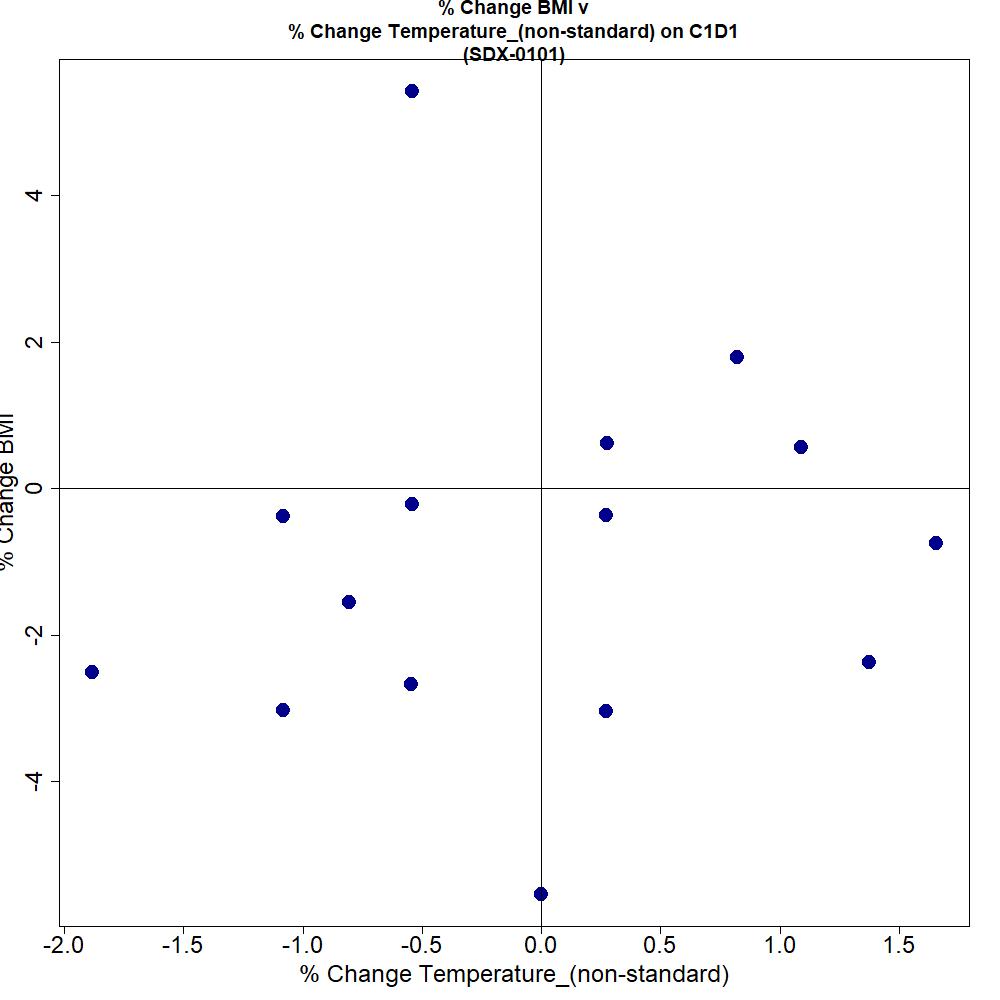 % Change BMI v
% Change Temperature_(non-standard) on C1D1
(SDX-0101)
% Change BMI
4
2
0
-2
-4
-2.0 -1.5 -1.0 -0.5 0.0 0.5 1.0 1.5
% Change Temperature_(non-standard)